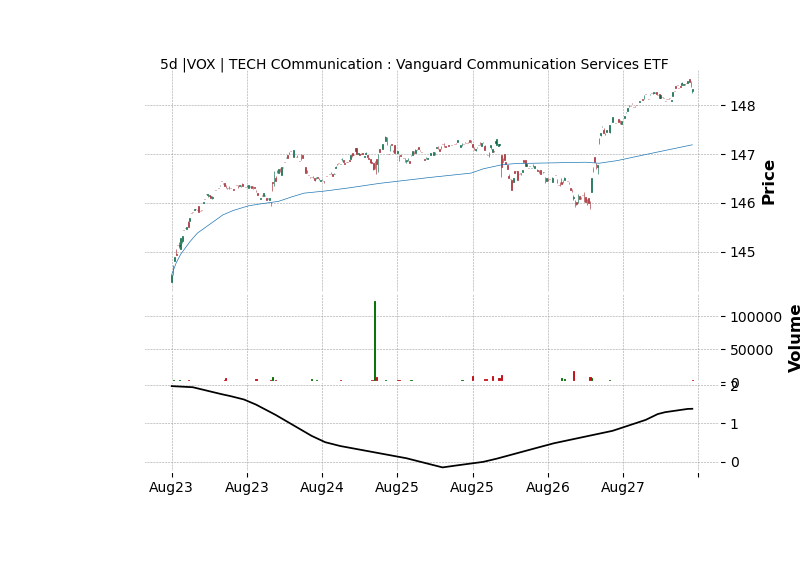 5d |VOX | TECH COmmunication : Vanguard Communication Services ETF
148
147
146
145
Price
100000
50000
0
Volume
2
1
0
Aug23 Aug23 Aug24 Aug25 Aug25 Aug26 Aug27